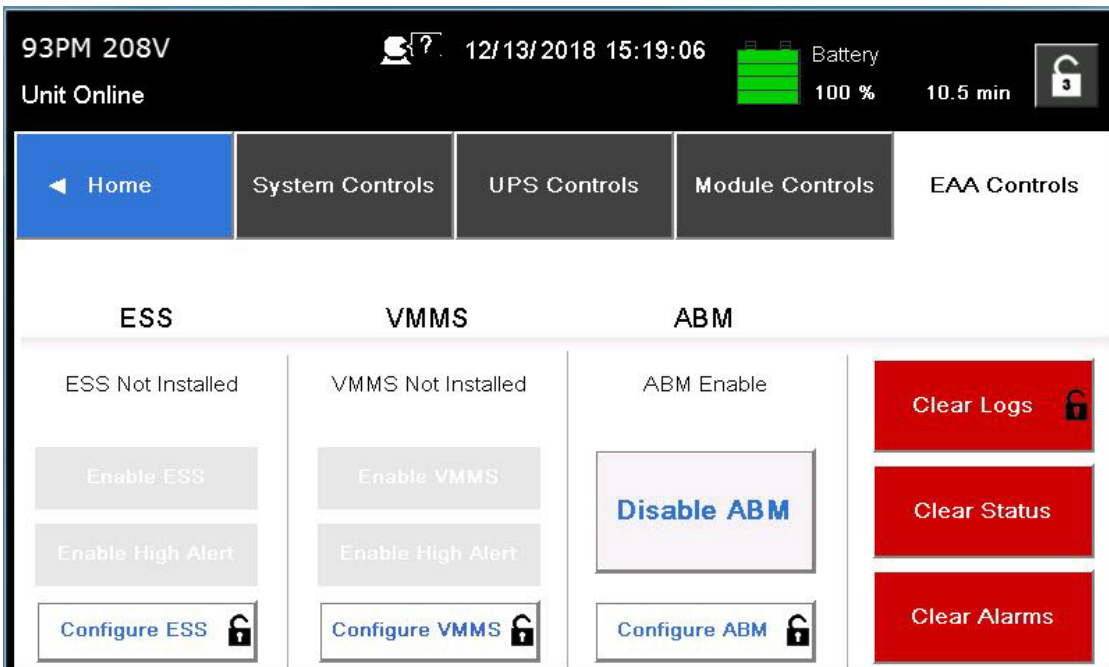 93PM 208V
? 12/13/2018 15:19:06
Battery
Unit Online
100 % 10.5 min
3
◄ Home
System Controls
UPS Controls
Module Controls
EAA Controls
ESS
VMMS
ABM
ESS Not Installed
VMMS Not Installed
ABM Enable
Clear Logs
Enable ESS
Enable VMMS
Disable ABM
Clear Status
Enable High Alert
Enable High Alert
Configure ESS
Configure VMMS
Configure ABM
Clear Alarms